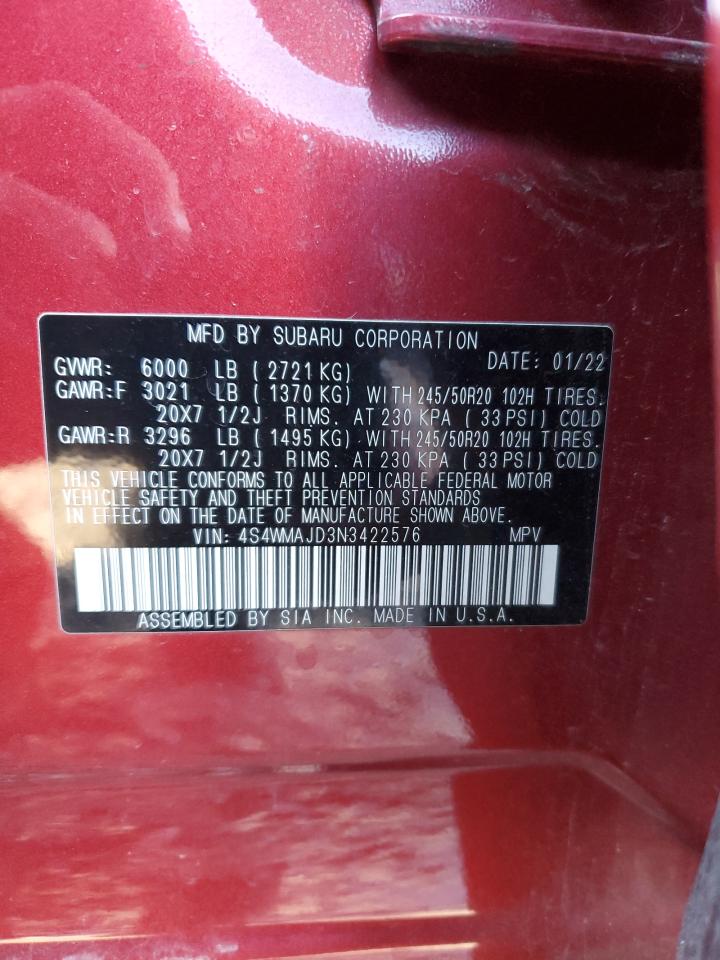 MFD BY SUBARU CORPORATION
DATE: 01/22
GVWR: 6000 LB ( 2721 KG)
GAWR:F 3021 LB ( 1370 KG) WITH 245/50R20 102H TIRES.
20X7 1/2J RIMS. AT 230 KPA ( 33 PSI) COLD
GAWR:R 3296 LB ( 1495 KG) WITH 245/50R20 102H TIRES.
20X7 1/2J RIMS. AT 230 KPA ( 33 PSI) COLD
THIS VEHICLE CONFORMS TO ALL APPLICABLE FEDERAL MOTOR
VEHICLE SAFETY AND THEFT PREVENTION STANDARDS
IN EFFECT ON THE DATE OF MANUFACTURE SHOWN ABOVE.
VIN: 4S4WMAJD3N3422576 MPV
ASSEMBLED BY SIA INC. MADE IN U.S.A.